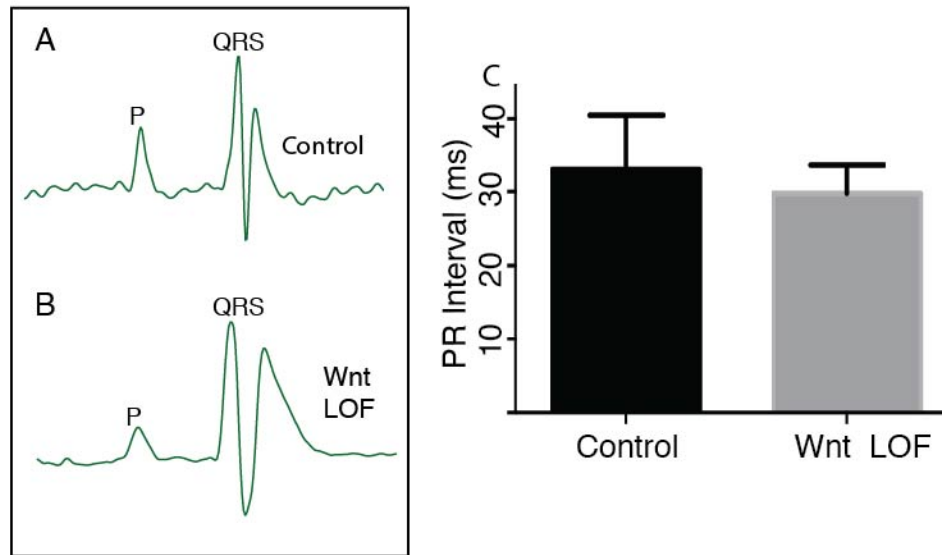 A
QRS
P
Control
B
QRS
P
Wnt
LOF
C
PR Interval (ms)
40
30
20
10
Control
Wnt LOF